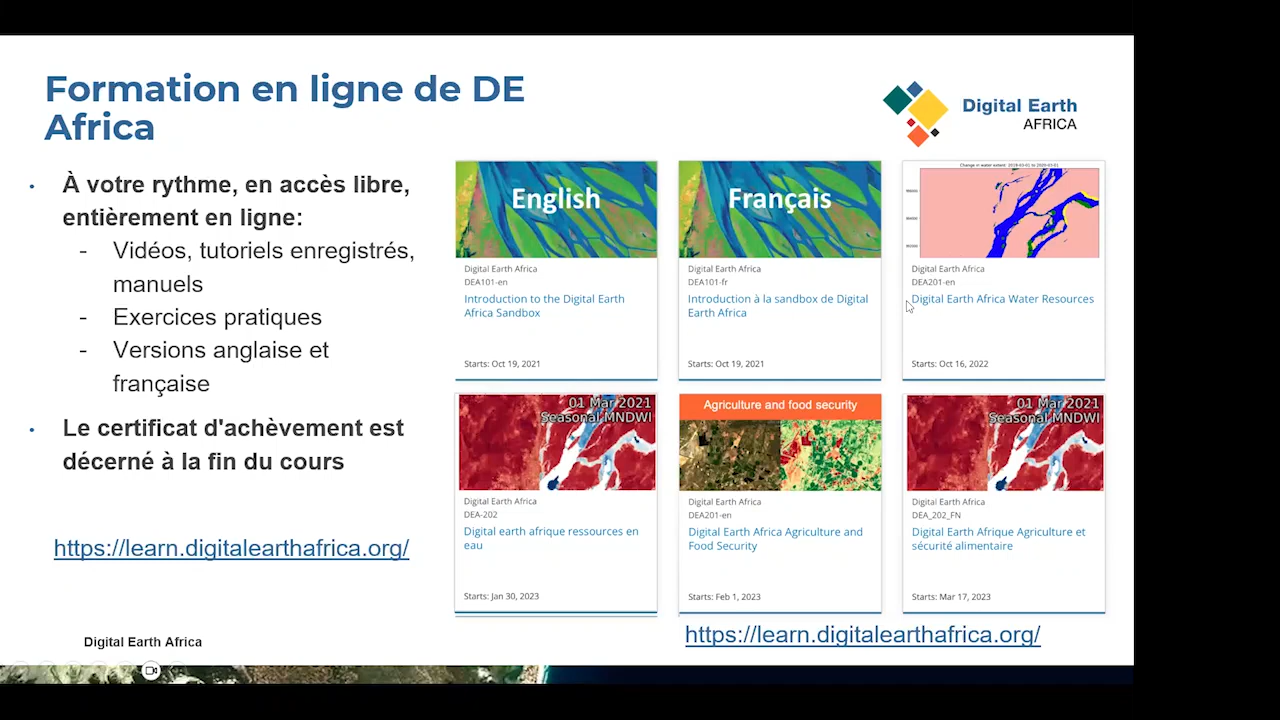 Formation en ligne de DE
Africa
Digital Earth
AFRICA
• À votre rythme, en accès libre,
entièrement en ligne:
- Vidéos, tutoriels enregistrés,
manuels
- Exercices pratiques
- Versions anglaise et
française
• Le certificat d'achèvement est
décerné à la fin du cours
https://learn.digitalearthafrica.org/
English
Digital Earth Africa
DEA101-en
Introduction to the Digital Earth
Africa Sandbox
Starts: Oct 19, 2021
Français
Digital Earth Africa
DEA101-fr
Introduction à la sandbox de Digital
Earth Africa
Starts: Oct 19, 2021
Digital Earth Africa
DEA201-en
Digital Earth Africa Water Resources
Starts: Oct 16, 2022
01 Mar 2021
Seasonal MNDWI
Digital Earth Africa
DEA-202
Digital earth afrique ressources en
eau
Starts: Jan 30, 2023
Agriculture and food security
Digital Earth Africa
DEA201-en
Digital Earth Africa Agriculture and
Food Security
Starts: Feb 1, 2023
01 Mar 2021
Seasonal MNDWI
Digital Earth Africa
DEA_202_FN
Digital Earth Afrique Agriculture et
sécurité alimentaire
Starts: Mar 17, 2023
https://learn.digitalearthafrica.org/
Digital Earth Africa